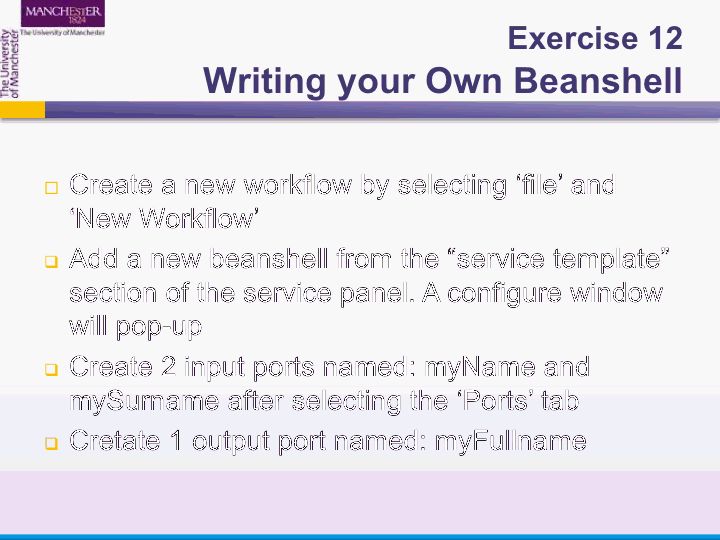 MANCHESTER
1824
The University of Manchester
The University
of Manchester
Exercise 12
Writing your Own Beanshell
Create a new workflow by selecting ‘file’ and
‘New Workflow’
Add a new beanshell from the “service template”
section of the service panel. A configure window
will pop-up
Create 2 input ports named: myName and
mySurname after selecting the ‘Ports’ tab
Cretate 1 output port named: myFullname